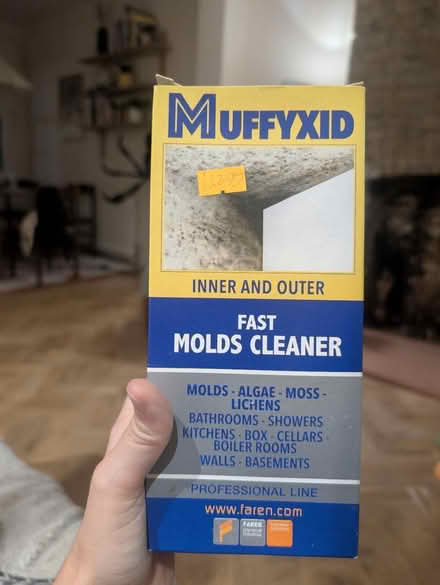 MUFFYXID
INNER AND OUTER
FAST
MOLDS CLEANER
MOLDS - ALGAE - MOSS -
LICHENS
BATHROOMS - SHOWERS
KITCHENS - BOX - CELLARS -
BOILER ROOMS
WALLS - BASEMENTS
PROFESSIONAL LINE
www.faren.com
FAREN